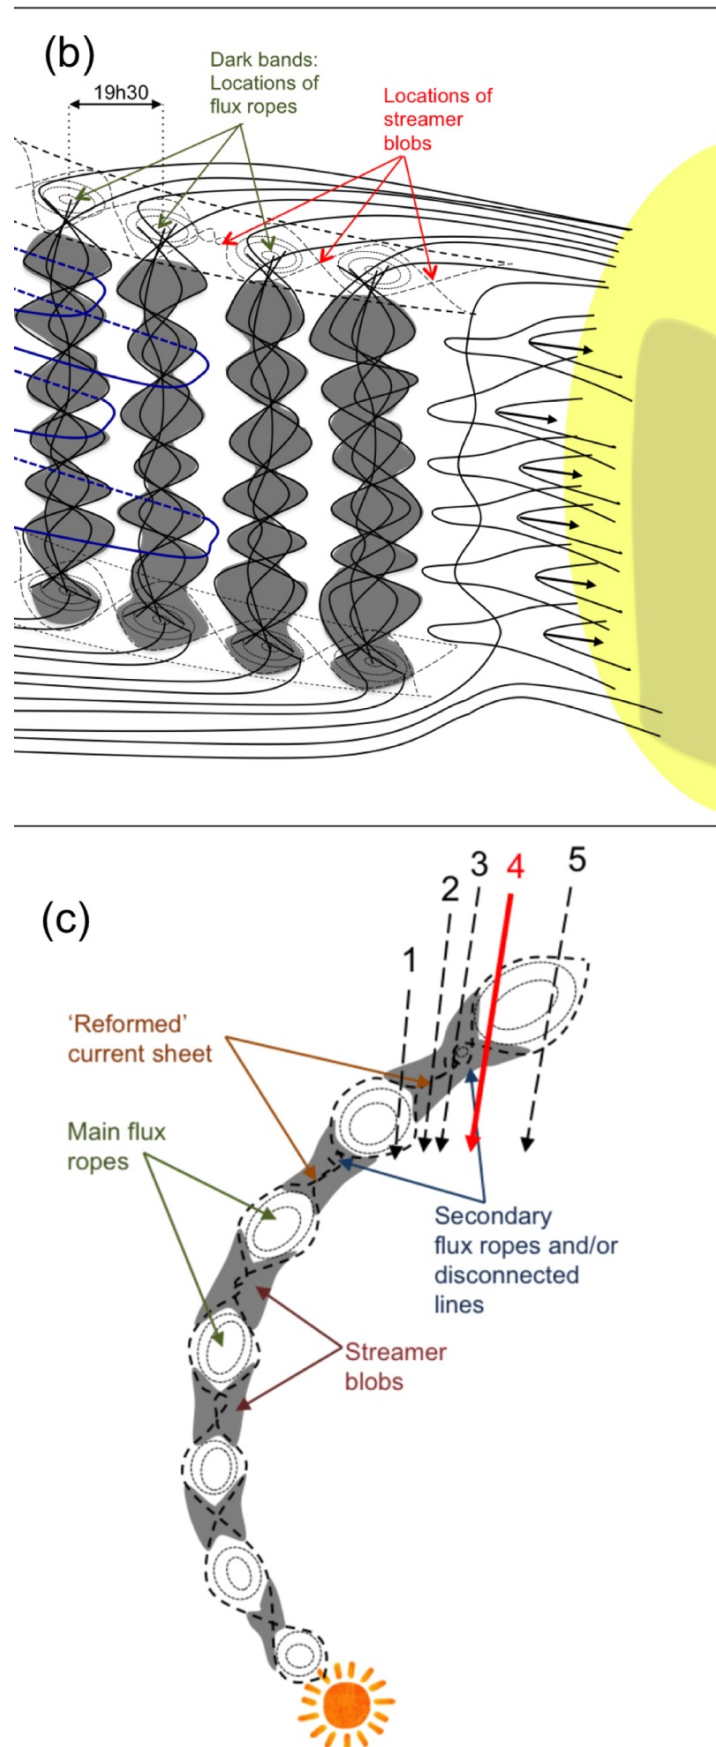 (b)
Dark bands:
Locations of
flux ropes
19h30
Locations of
streamer
blobs
(c)
1
2
3
4
5
‘Reformed’
current sheet
Main flux
ropes
Secondary
flux ropes and/or
disconnected
lines
Streamer
blobs